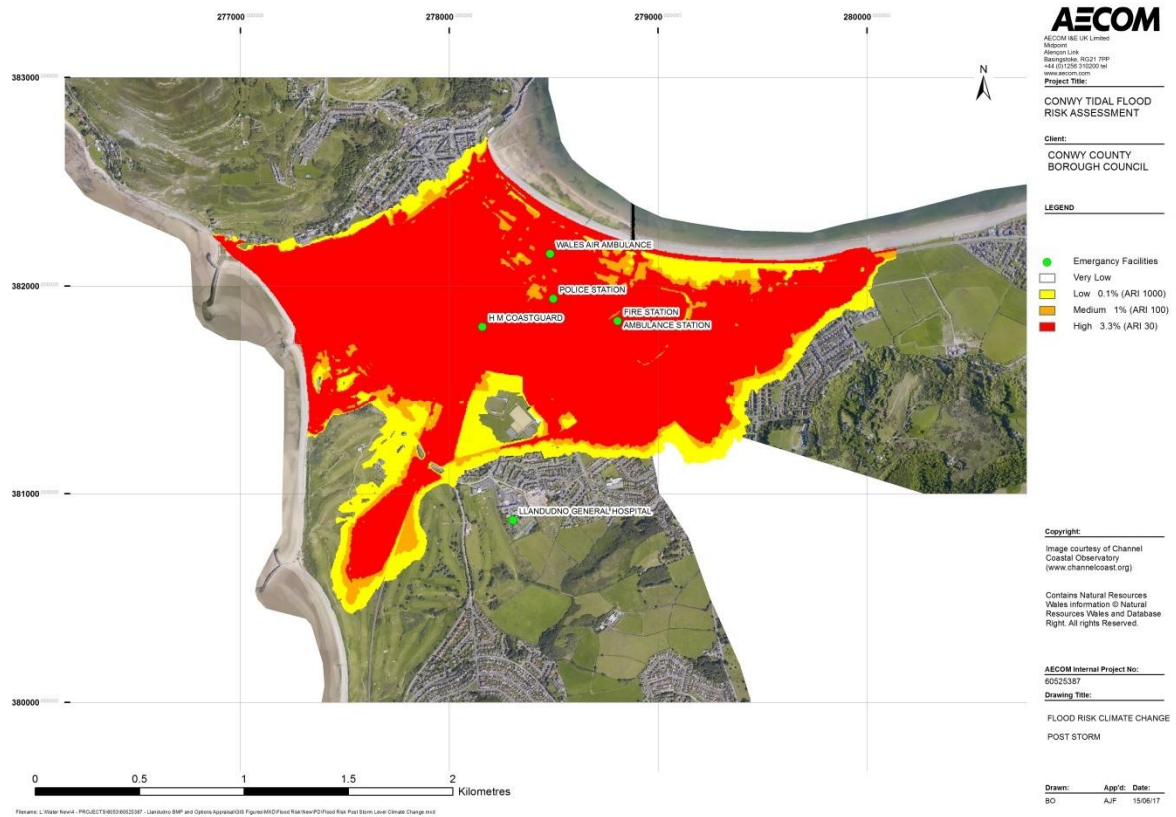 277000
278000
279000
280000
383000
382000
381000
380000
N
WALES AIR AMBULANCE
POLICE STATION
H M COASTGUARD
FIRE STATION
AMBULANCE STATION
LLANDUDNO GENERAL HOSPITAL
0 0.5 1 1.5 2
Kilometres
AECOM
AECOM I&E UK Limited
Midpoint
Alençon Link
Basingstoke, RG21 7PP
+44 (0)1256 310200 tel
www.aecom.com
Project Title:
CONWY TIDAL FLOOD
RISK ASSESSMENT
Client:
CONWY COUNTY
BOROUGH COUNCIL
LEGEND
Emergancy Facilities
Very Low
Low 0.1% (ARI 1000)
Medium 1% (ARI 100)
High 3.3% (ARI 30)
Copyright:
Image courtesy of Channel
Coastal Observatory
(www.channelcoast.org)
Contains Natural Resources
Wales information © Natural
Resources Wales and Database
Right. All rights Reserved.
AECOM Internal Project No:
60525387
Drawing Title:
FLOOD RISK CLIMATE CHANGE
POST STORM
Drawn: App'd: Date:
BO AJF 15/06/17